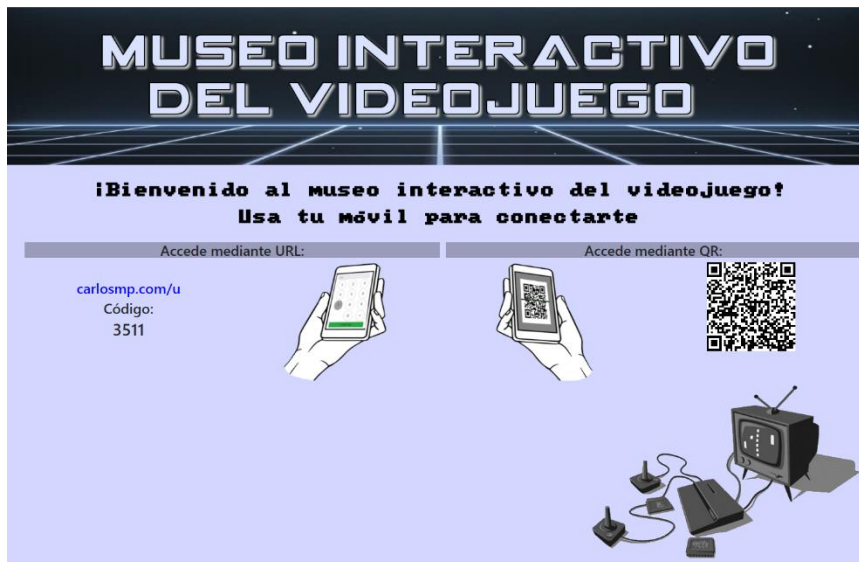 MUSEO INTERACTIVO
DEL VIDEOJUEGO
¡Bienvenido al museo interactivo del videojuego!
Usa tu móvil para conectarte
Accede mediante URL:
Accede mediante QR:
carlosmp.com/u
Código:
3511